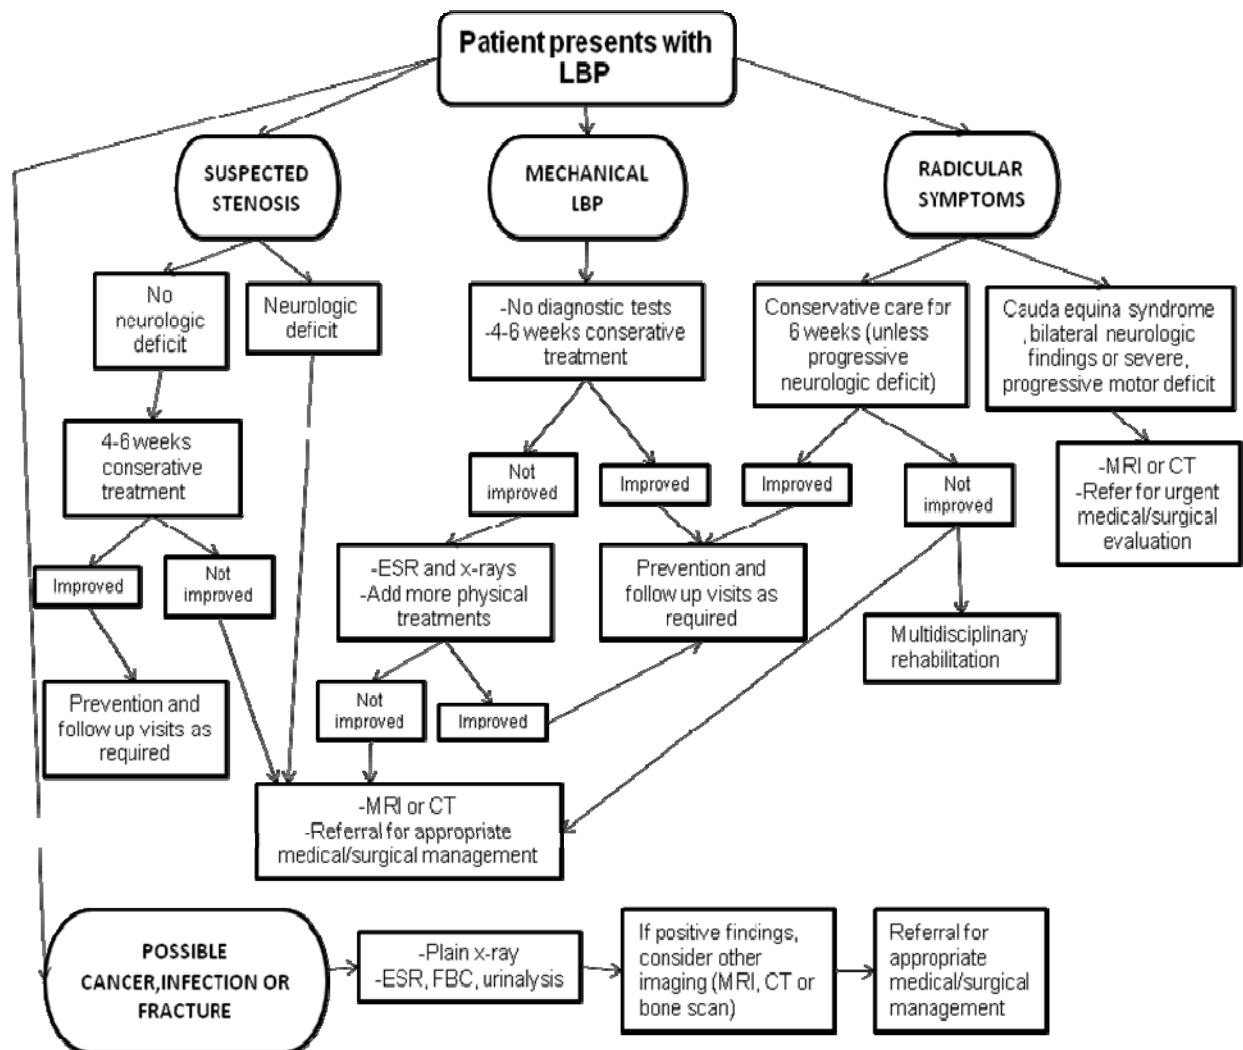 Patient presents with
LBP
SUSPECTED
STENOSIS
MECHANICAL
LBP
RADICULAR
SYMPTOMS
No
neurologic
deficit
Neurologic
deficit
-No diagnostic tests
-4-6 weeks conserative
treatment
Conservative care for
6 weeks (unless
progressive
neurologic deficit)
Cauda equina syndrome
,bilateral neurologic
findings or severe,
progressive motor deficit
4-6 weeks
conserative
treatment
Not
improved
Improved
Improved
Not
improved
-MRI or CT
-Refer for urgent
medical/surgical
evaluation
Improved
Not
improved
-ESR and x-rays
-Add more physical
treatments
Prevention and
follow up visits as
required
Multidisciplinary
rehabilitation
Prevention and
follow up visits as
required
Not
improved
Improved
-MRI or CT
-Referral for appropriate
medical/surgical management
POSSIBLE
CANCER,INFECTION OR
FRACTURE
-Plain x-ray
-ESR, FBC, urinalysis
If positive findings,
consider other
imaging (MRI, CT or
bone scan)
Referral for
appropriate
medical/surgical
management